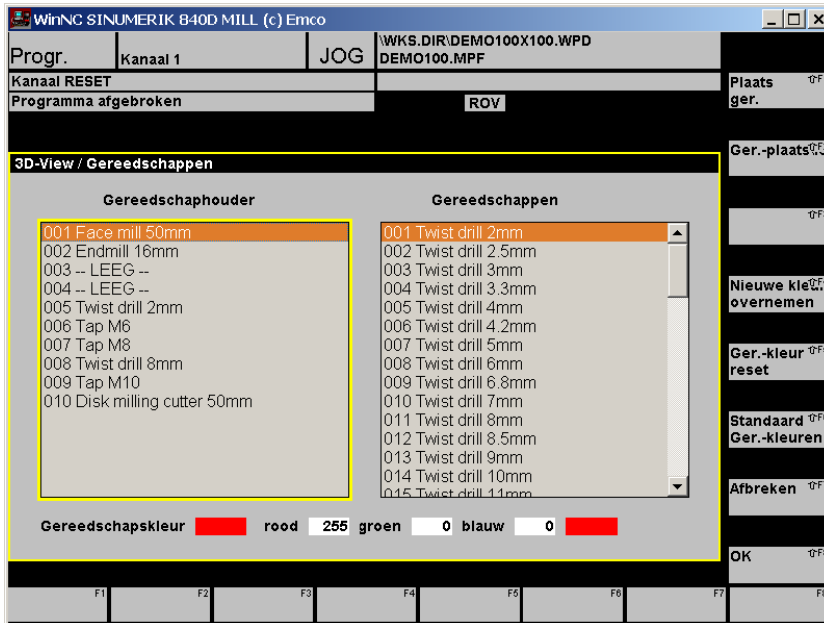 WinNC SINUMERIK 840D MILL (c) Emco
Progr.
Kanaal 1
JOG
\WKS.DIR\DEMO100X100.WPD
DEMO100.MPF
Kanaal RESET
Programma afgebroken
ROV
3D-View / Gereedschappen
Gereedschaphouder
001 Face mill 50mm
002 Endmill 16mm
003 -- LEEG --
004 -- LEEG --
005 Twist drill 2mm
006 Tap M6
007 Tap M8
008 Twist drill 8mm
009 Tap M10
010 Disk milling cutter 50mm
Gereedschappen
001 Twist drill 2mm
002 Twist drill 2.5mm
003 Twist drill 3mm
004 Twist drill 3.3mm
005 Twist drill 4mm
006 Twist drill 4.2mm
007 Twist drill 5mm
008 Twist drill 6mm
009 Twist drill 6.8mm
010 Twist drill 7mm
011 Twist drill 8mm
012 Twist drill 8.5mm
013 Twist drill 9mm
014 Twist drill 10mm
015 Twist drill 11mm
Gereedschapskleur rood 255 groen 0 blauw 0
Plaats
ger.
Ger.-plaats
Nieuwe
overnemen
Ger.-kleur
reset
Standaard
Ger.-kleuren
Afbreken
OK
F1 F2 F3 F4 F5 F6 F7